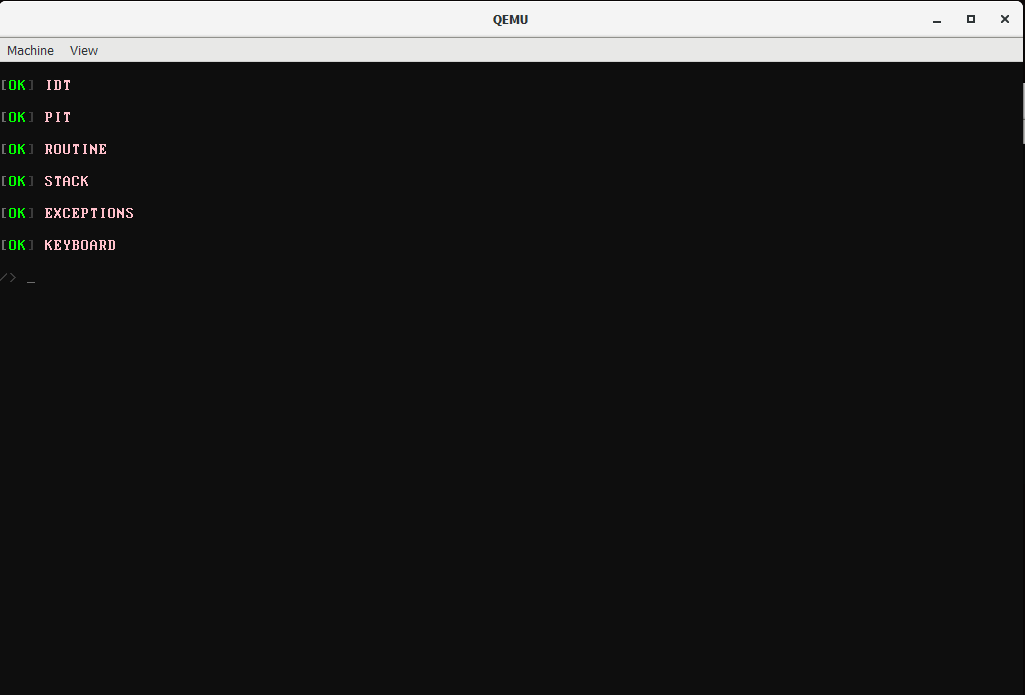 QEMU
Machine View
[OK] IDT
[OK] PIT
[OK] ROUTINE
[OK] STACK
[OK] EXCEPTIONS
[OK] KEYBOARD
/> _